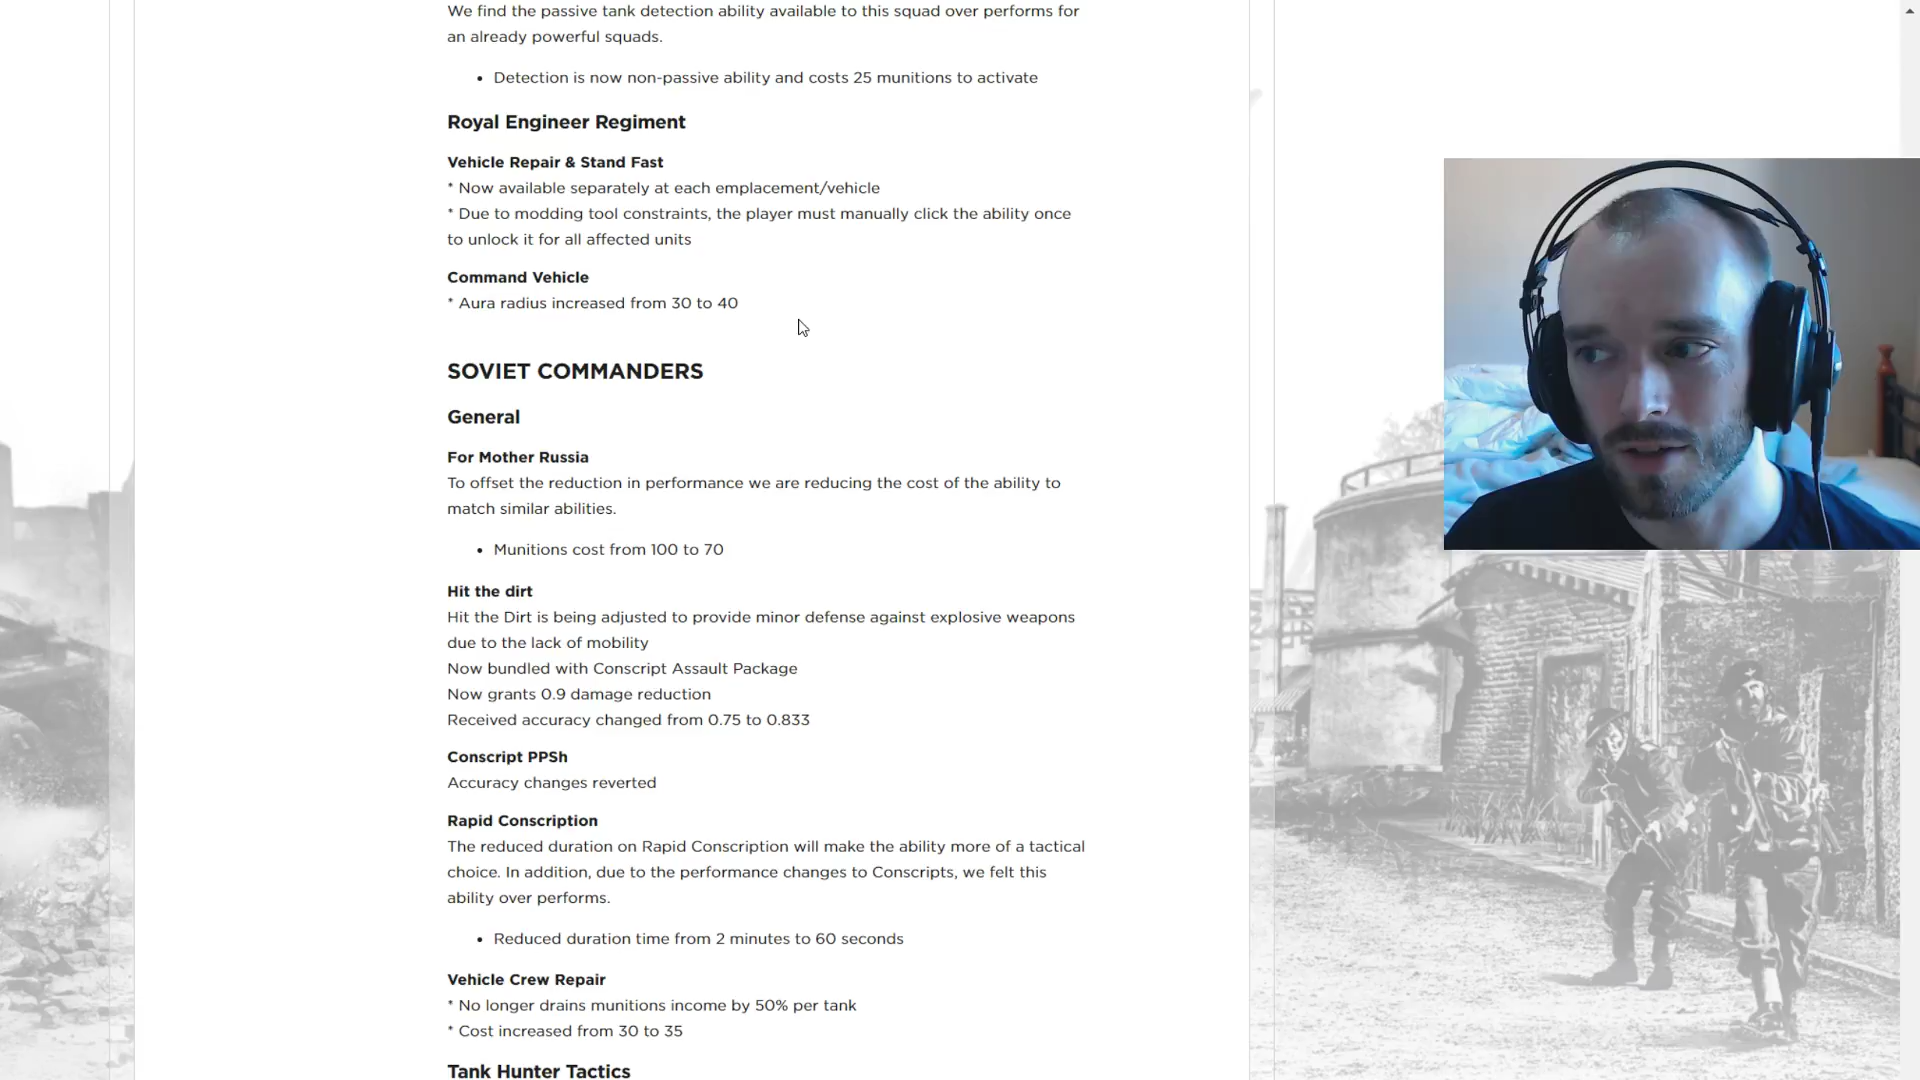 We find the passive tank detection ability available to this squad over performs for
an already powerful squads.
• Detection is now non-passive ability and costs 25 munitions to activate
Royal Engineer Regiment
Vehicle Repair & Stand Fast
* Now available separately at each emplacement/vehicle
* Due to modding tool constraints, the player must manually click the ability once
to unlock it for all affected units
Command Vehicle
* Aura radius increased from 30 to 40
SOVIET COMMANDERS
General
For Mother Russia
To offset the reduction in performance we are reducing the cost of the ability to
match similar abilities.
• Munitions cost from 100 to 70
Hit the dirt
Hit the Dirt is being adjusted to provide minor defense against explosive weapons
due to the lack of mobility
Now bundled with Conscript Assault Package
Now grants 0.9 damage reduction
Received accuracy changed from 0.75 to 0.833
Conscript PPSh
Accuracy changes reverted
Rapid Conscription
The reduced duration on Rapid Conscription will make the ability more of a tactical
choice. In addition, due to the performance changes to Conscripts, we felt this
ability over performs.
• Reduced duration time from 2 minutes to 60 seconds
Vehicle Crew Repair
* No longer drains munitions income by 50% per tank
* Cost increased from 30 to 35
Tank Hunter Tactics